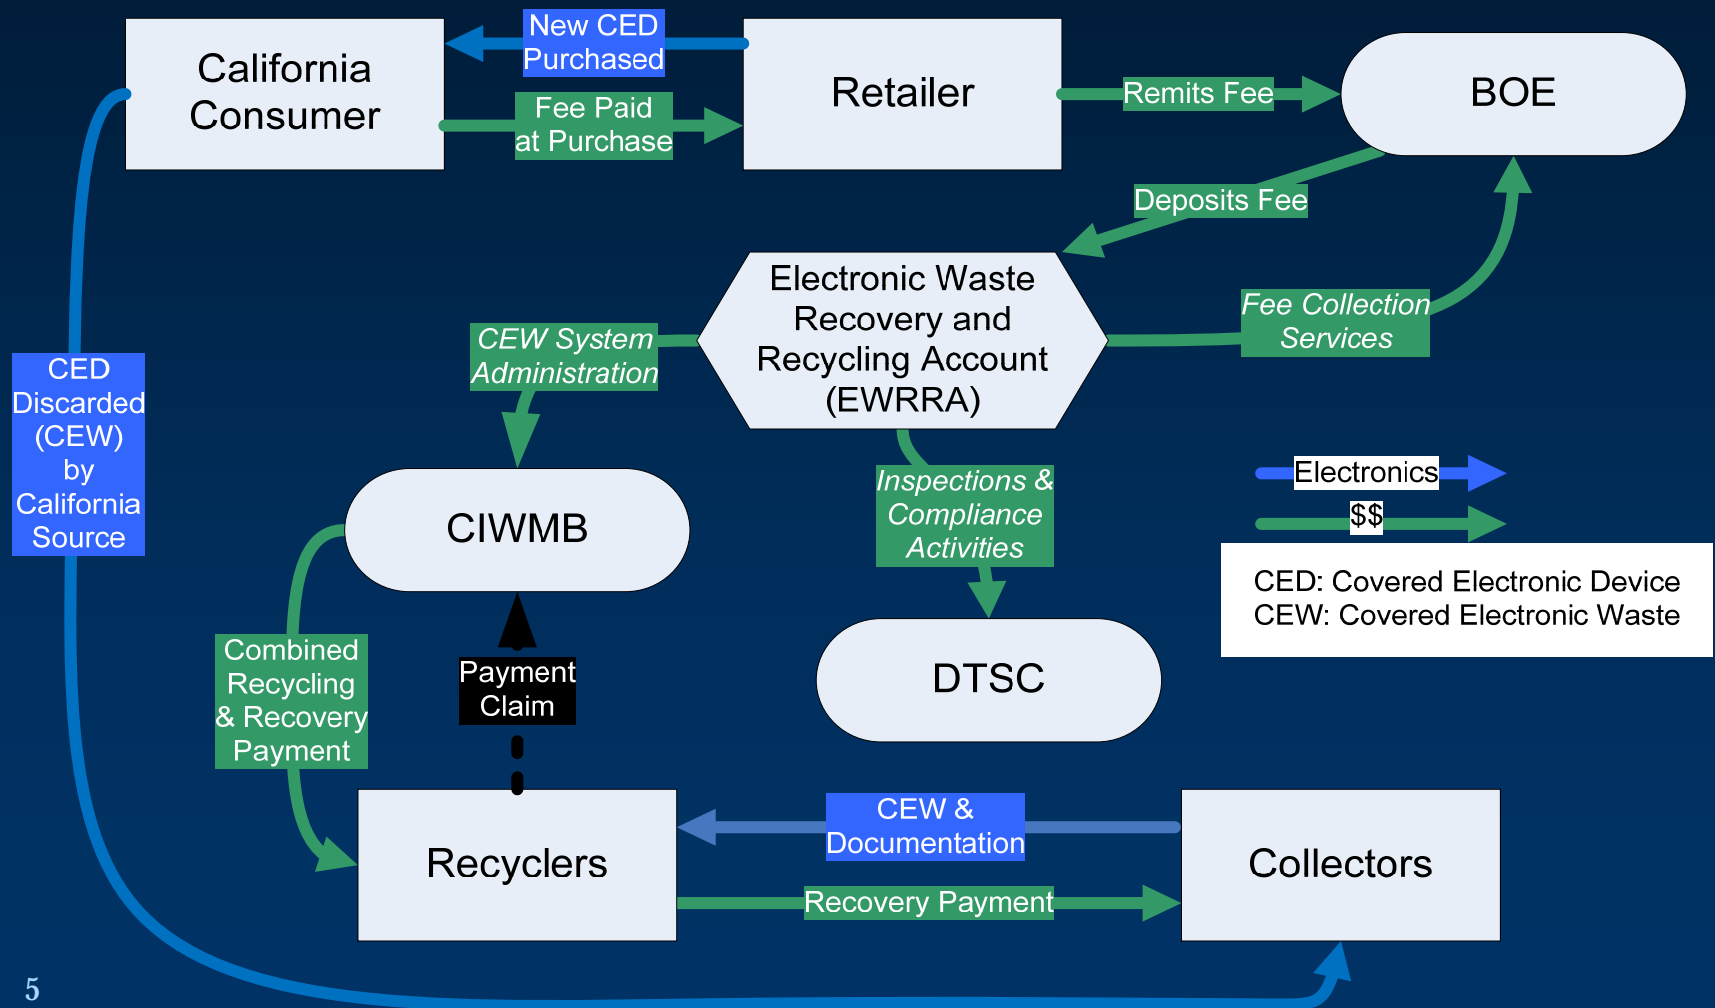 New CED
Purchased
California
Consumer
Fee Paid
at Purchase
Retailer
Remits Fee
BOE
Deposits Fee
Electronic Waste
Recovery and
Recycling Account
(EWRRA)
Fee Collection
Services
CEW System
Administration
CED
Discarded
(CEW)
by
California
Source
CIWMB
Inspections &
Compliance
Activities
Electronics
$$
CED: Covered Electronic Device
CEW: Covered Electronic Waste
Combined
Recycling
& Recovery
Payment
Payment
Claim
DTSC
Recyclers
CEW &
Documentation
Recovery Payment
Collectors
5